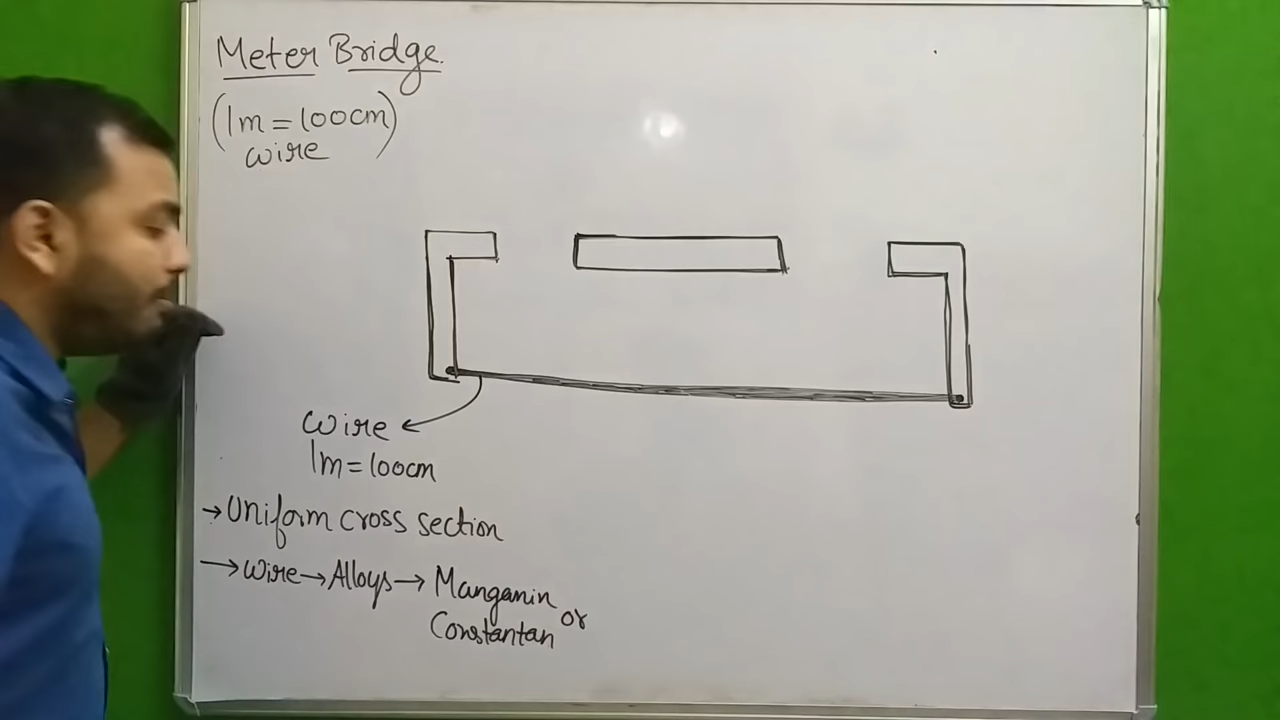 Meter Bridge.
(1m = 100cm)
wire
wire
1m = 100cm
→ Uniform cross section
→ wire → Alloys → Manganin or
Constantan